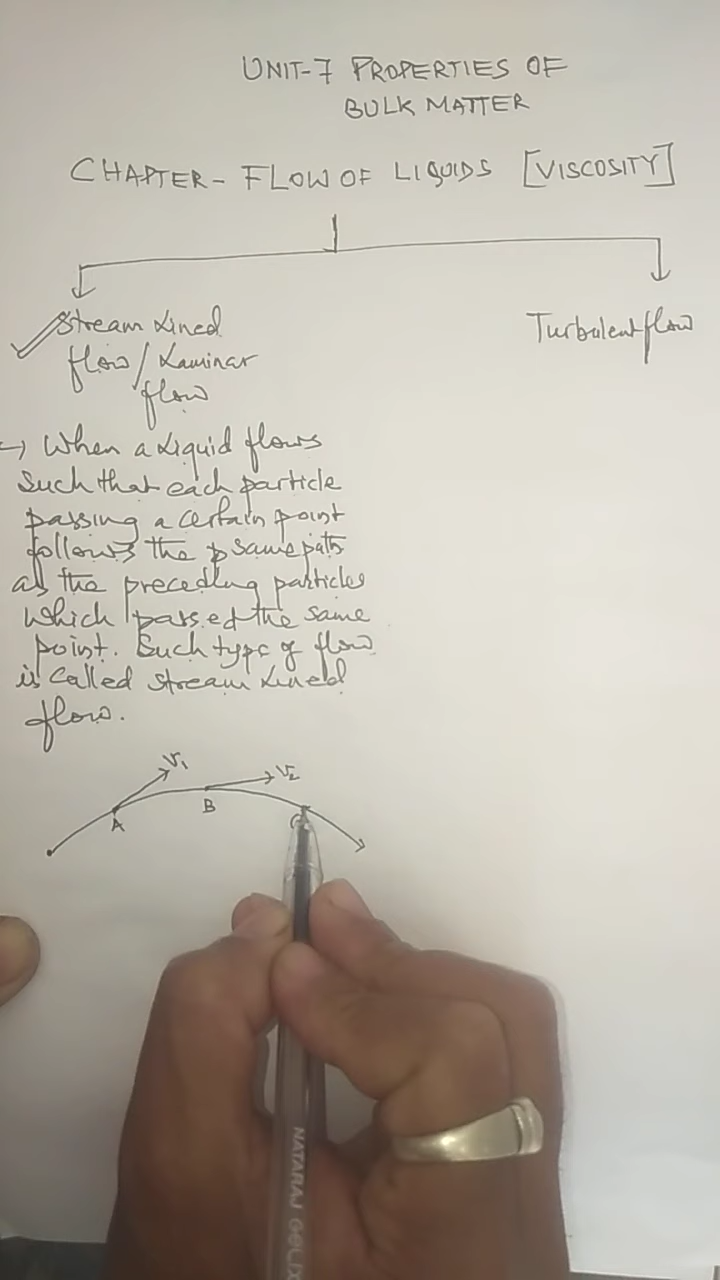 UNIT-7 PROPERTIES OF
BULK MATTER
CHAPTER- FLOW OF LIQUIDS [VISCOSITY]
Stream Lined
flow/Laminar
flow
Turbulent flow
→ When a Liquid flows
Such that each particle
passing a certain point
follows the same path
as the preceding particles
which passed the same
point. Such type of flow
is called stream Lined
flow.
V₁
V₂
A
B
NATARAJ